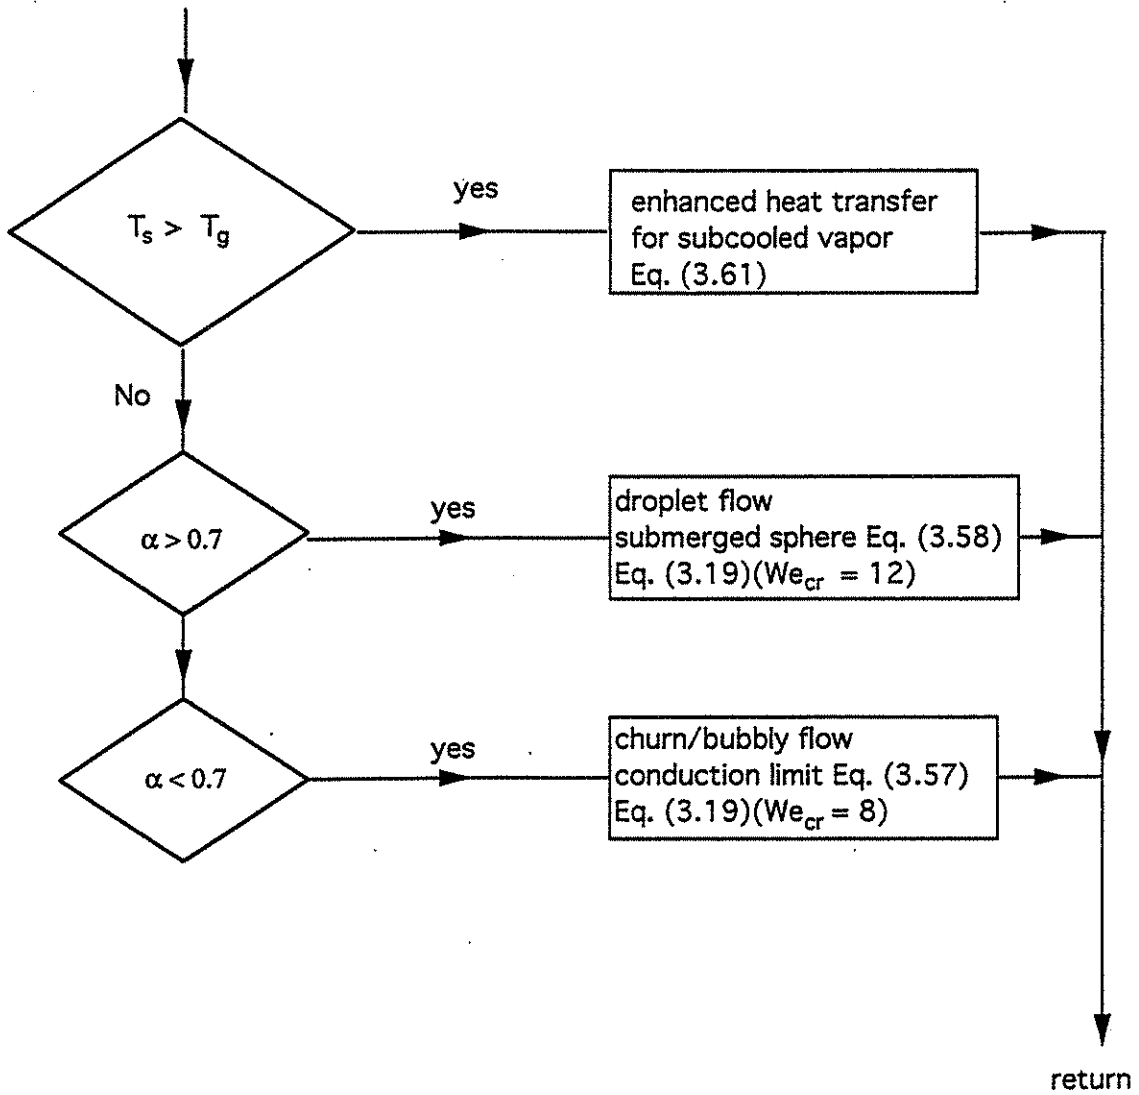 T_s > T_g
yes
enhanced heat transfer
for subcooled vapor
Eq. (3.61)
No
α > 0.7
yes
droplet flow
submerged sphere Eq. (3.58)
Eq. (3.19)(We_cr = 12)
α < 0.7
yes
churn/bubbly flow
conduction limit Eq. (3.57)
Eq. (3.19)(We_cr = 8)
return